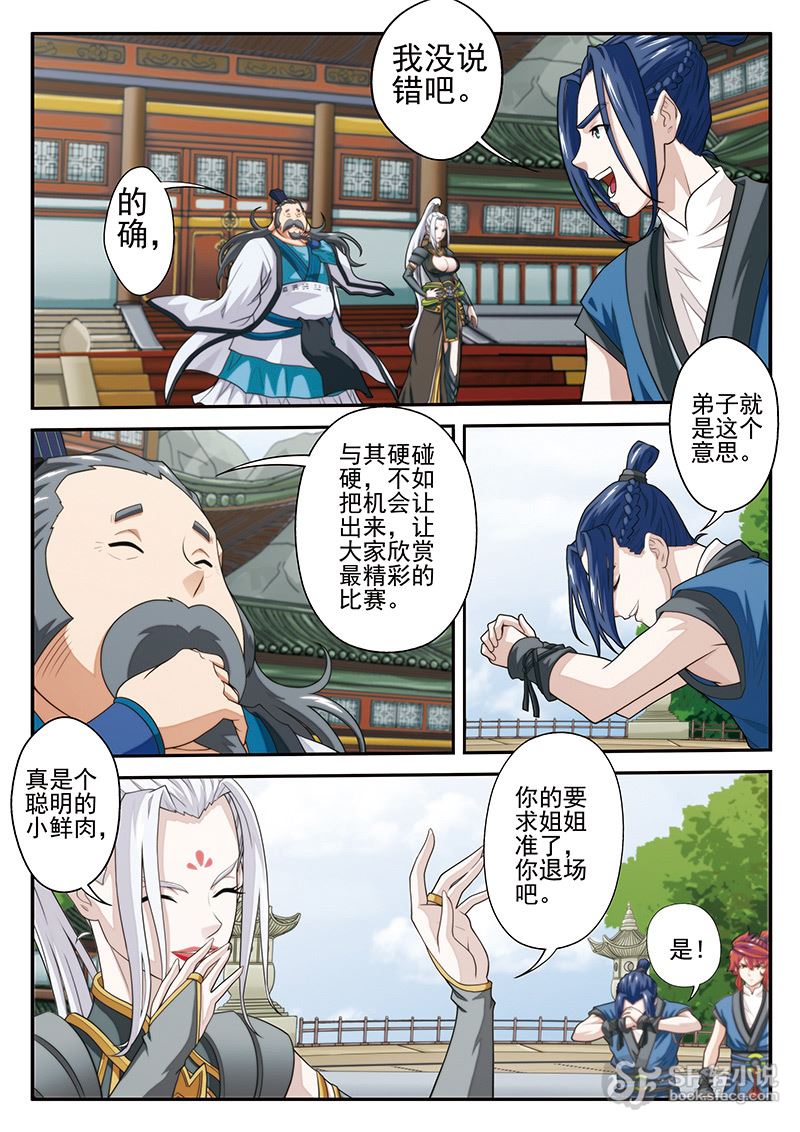 我没说
错吧。
的
确，
与其硬碰
硬，不如
把机会让
出来，让
大家欣赏
最精彩的
比赛。
弟子就
是这个
意思。
真是个
聪明的
小鲜肉，
你的要
求姐姐
准了，
你退场
吧。
是！
SF轻小说
book.sfacg.com